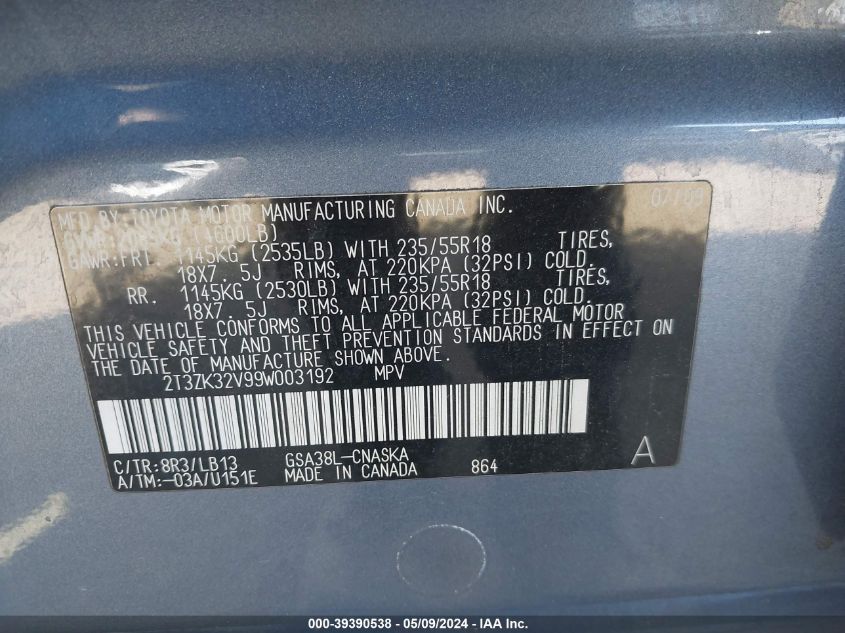 MFD BY: TOYOTA MOTOR MANUFACTURING CANADA INC. 07/09
(4600LB)
GAWR:FRT. 1145KG (2535LB) WITH 235/55R18 TIRES,
18X7. 5J RIMS, AT 220KPA (32PSI) COLD.
RR. 1145KG (2530LB) WITH 235/55R18 TIRES,
18X7. 5J RIMS, AT 220KPA (32PSI) COLD.
THIS VEHICLE CONFORMS TO ALL APPLICABLE FEDERAL MOTOR
VEHICLE SAFETY AND THEFT PREVENTION STANDARDS IN EFFECT ON
THE DATE OF MANUFACTURE SHOWN ABOVE.
2T3ZK32V99W003192 MPV
C/TR:8R3/LB13 GSA38L-CNASKA A
A/TM:-03A/U151E MADE IN CANADA 864
000-39390538 - 05/09/2024 - IAA Inc.